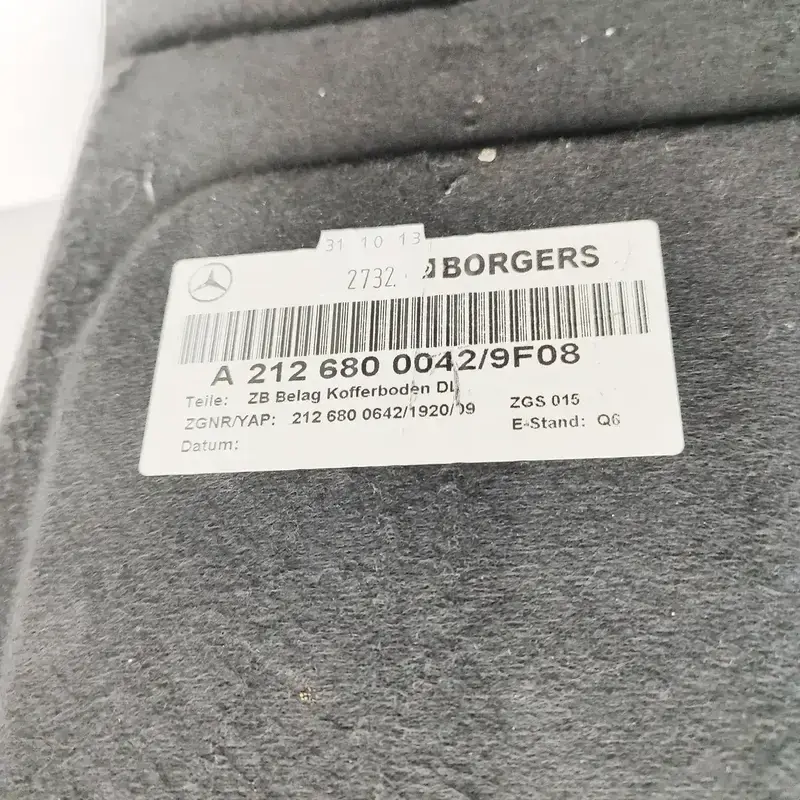 31 10 13
2732
BORGERS
A 212 680 0042/9F08
Teile: ZB Belag Kofferboden DL
ZGS 015
ZGNR/YAP: 212 680 0642/1920/09
E-Stand: Q6
Datum: